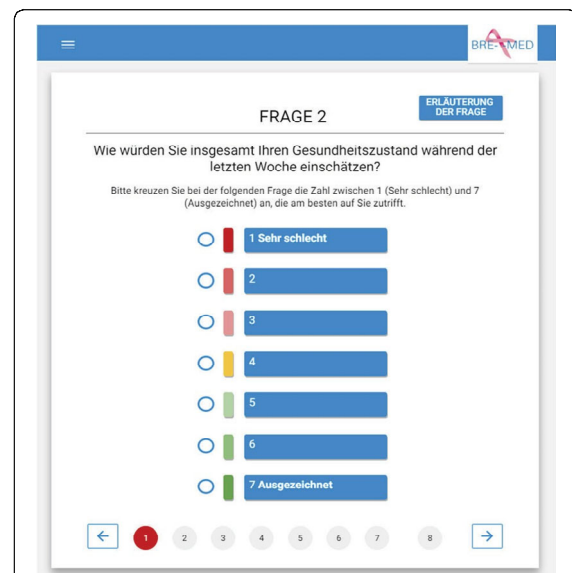 BRE-MED
FRAGE 2
ERLÄUTERUNG
DER FRAGE
Wie würden Sie insgesamt Ihren Gesundheitszustand während der
letzten Woche einschätzen?
Bitte kreuzen Sie bei der folgenden Frage die Zahl zwischen 1 (Sehr schlecht) und 7
(Ausgezeichnet) an, die am besten auf Sie zutrifft.
1 Sehr schlecht
2
3
4
5
6
7 Ausgezeichnet
1 2 3 4 5 6 7 8